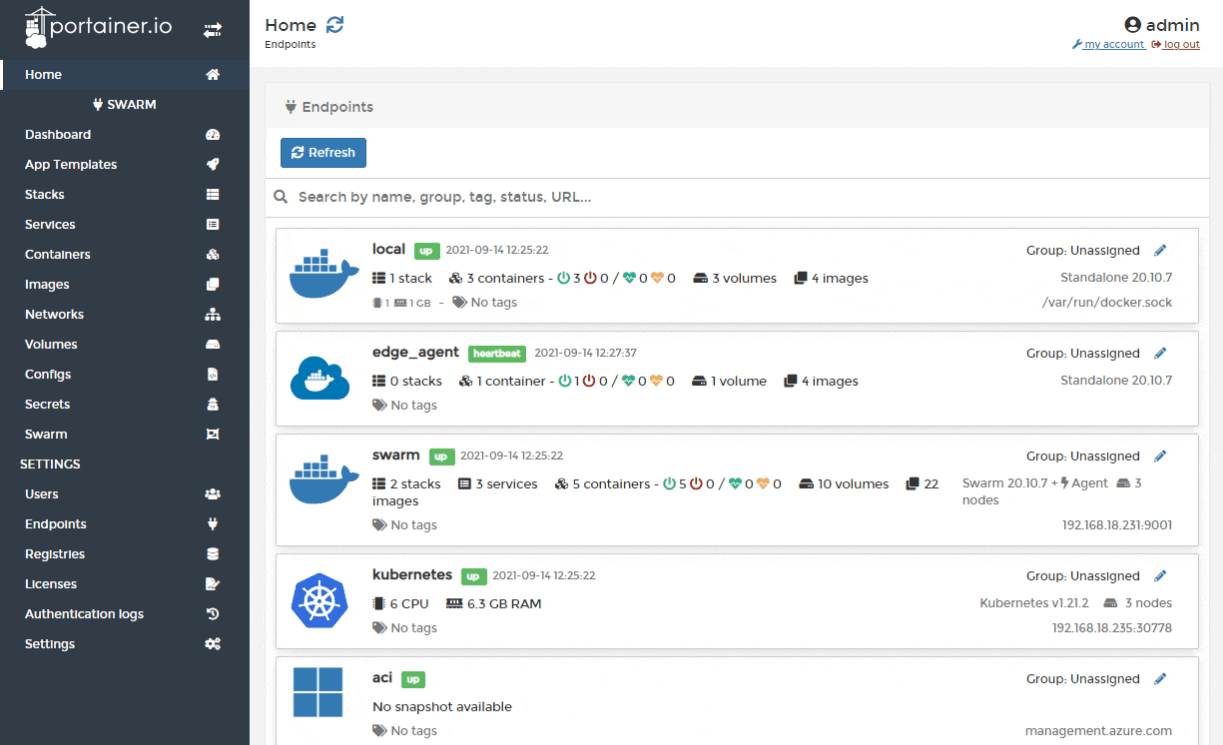 portainer.io
Home
SWARM
Dashboard
App Templates
Stacks
Services
Containers
Images
Networks
Volumes
Configs
Secrets
Swarm
SETTINGS
Users
Endpoints
Registries
Licenses
Authentication logs
Settings
Home
Endpoints
admin
my account log out
Endpoints
Refresh
Search by name, group, tag, status, URL...
local up 2021-09-14 12:25:22 Group: Unassigned
1 stack 3 containers - 3 0 / 0 0 3 volumes 4 images Standalone 20.10.7
1 1 GB - No tags /var/run/docker.sock
edge_agent heartbeat 2021-09-14 12:27:37 Group: Unassigned
0 stacks 1 container - 1 0 / 0 0 1 volume 4 images Standalone 20.10.7
No tags
swarm up 2021-09-14 12:25:22 Group: Unassigned
2 stacks 3 services 5 containers - 5 0 / 0 0 10 volumes 22 Swarm 20.10.7 + Agent 3
images nodes
No tags 192.168.18.231:9001
kubernetes up 2021-09-14 12:25:22 Group: Unassigned
6 CPU 6.3 GB RAM Kubernetes v1.21.2 3 nodes
No tags 192.168.18.235:30778
aci up Group: Unassigned
No snapshot available
No tags management.azure.com